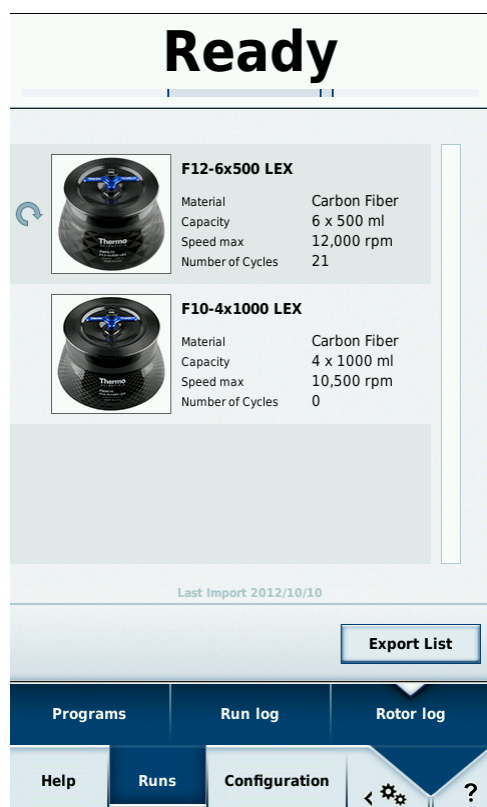 Ready
F12-6x500 LEX
Material Carbon Fiber
Capacity 6 x 500 ml
Speed max 12,000 rpm
Number of Cycles 21
Thermo
F10-4x1000 LEX
Material Carbon Fiber
Capacity 4 x 1000 ml
Speed max 10,500 rpm
Number of Cycles 0
Thermo
Last Import 2012/10/10
Export List
Programs Run log Rotor log
Help Runs Configuration ?